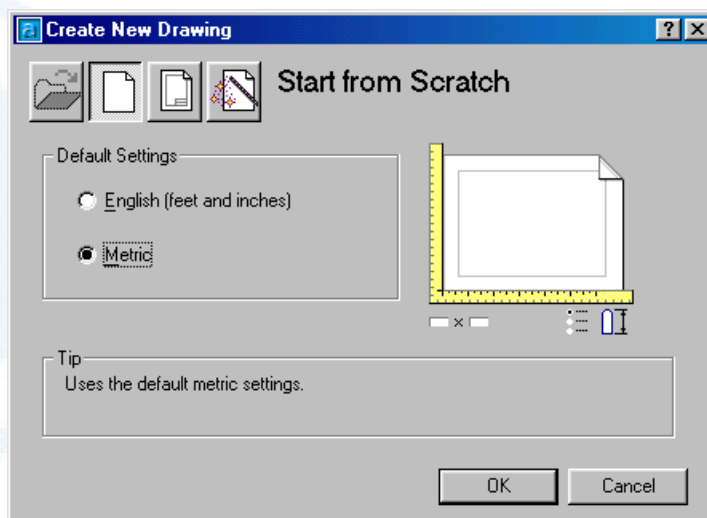 Create New Drawing
Start from Scratch
Default Settings
English (feet and inches)
Metric
Tip
Uses the default metric settings.
OK
Cancel